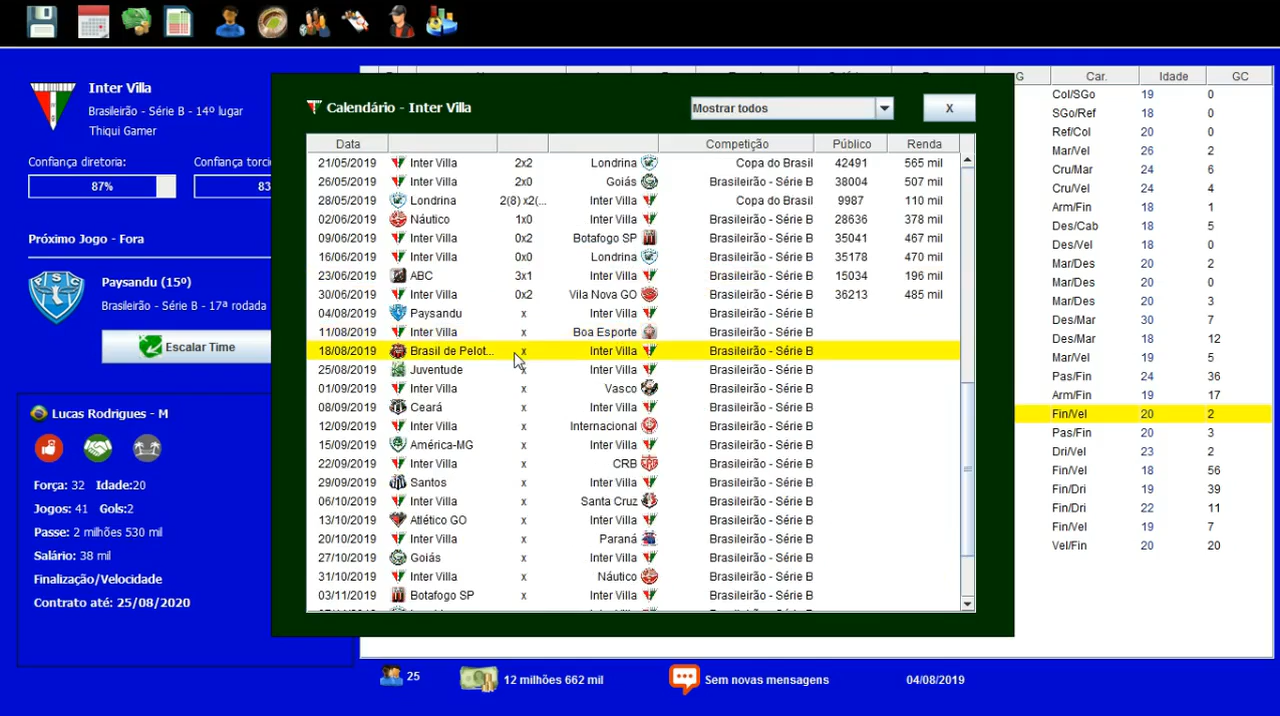 Inter Villa
Brasileirão - Série B - 14º lugar
Thiqui Gamer
Confiança diretoria:
Confiança torci
87%
83
Próximo Jogo - Fora
Paysandu (15º)
Brasileirão - Série B - 17ª rodada
Escalar Time
Lucas Rodrigues - M
Força: 32 Idade:20
Jogos: 41 Gols:2
Passe: 2 milhões 530 mil
Salário: 38 mil
Finalização/Velocidade
Contrato até: 25/08/2020
Calendário - Inter Villa
Mostrar todos
X
Data Competição Público Renda
21/05/2019 Inter Villa 2x2 Londrina Copa do Brasil 42491 565 mil
26/05/2019 Inter Villa 2x0 Goiás Brasileirão - Série B 38004 507 mil
28/05/2019 Londrina 2(8) x2(... Inter Villa Copa do Brasil 9987 110 mil
02/06/2019 Náutico 1x0 Inter Villa Brasileirão - Série B 28636 378 mil
09/06/2019 Inter Villa 0x2 Botafogo SP Brasileirão - Série B 35041 467 mil
16/06/2019 Inter Villa 0x0 Londrina Brasileirão - Série B 35178 470 mil
23/06/2019 ABC 3x1 Inter Villa Brasileirão - Série B 15034 196 mil
30/06/2019 Inter Villa 0x2 Vila Nova GO Brasileirão - Série B 36213 485 mil
04/08/2019 Paysandu x Inter Villa Brasileirão - Série B
11/08/2019 Inter Villa x Boa Esporte Brasileirão - Série B
18/08/2019 Brasil de Pelot... x Inter Villa Brasileirão - Série B
25/08/2019 Juventude x Inter Villa Brasileirão - Série B
01/09/2019 Inter Villa x Vasco Brasileirão - Série B
08/09/2019 Ceará x Inter Villa Brasileirão - Série B
12/09/2019 Inter Villa x Internacional Brasileirão - Série B
15/09/2019 América-MG x Inter Villa Brasileirão - Série B
22/09/2019 Inter Villa x CRB Brasileirão - Série B
29/09/2019 Santos x Inter Villa Brasileirão - Série B
06/10/2019 Inter Villa x Santa Cruz Brasileirão - Série B
13/10/2019 Atlético GO x Inter Villa Brasileirão - Série B
20/10/2019 Inter Villa x Paraná Brasileirão - Série B
27/10/2019 Goiás x Inter Villa Brasileirão - Série B
31/10/2019 Inter Villa x Náutico Brasileirão - Série B
03/11/2019 Botafogo SP x Inter Villa Brasileirão - Série B
G Car. Idade GC
Col/SGo 19 0
SGo/Ref 18 0
Ref/Col 20 0
Mar/Vel 26 2
Cru/Mar 24 6
Cru/Vel 24 4
Arm/Fin 18 1
Des/Cab 18 5
Des/Vel 18 0
Mar/Des 20 2
Mar/Des 20 0
Mar/Des 20 3
Des/Mar 30 7
Des/Mar 18 12
Mar/Vel 19 5
Pas/Fin 24 36
Arm/Fin 19 17
Fin/Vel 20 2
Pas/Fin 20 3
Dri/Vel 23 2
Fin/Vel 18 56
Fin/Dri 19 39
Fin/Dri 22 11
Fin/Vel 19 7
Vel/Fin 20 20
25
12 milhões 662 mil
Sem novas mensagens
04/08/2019